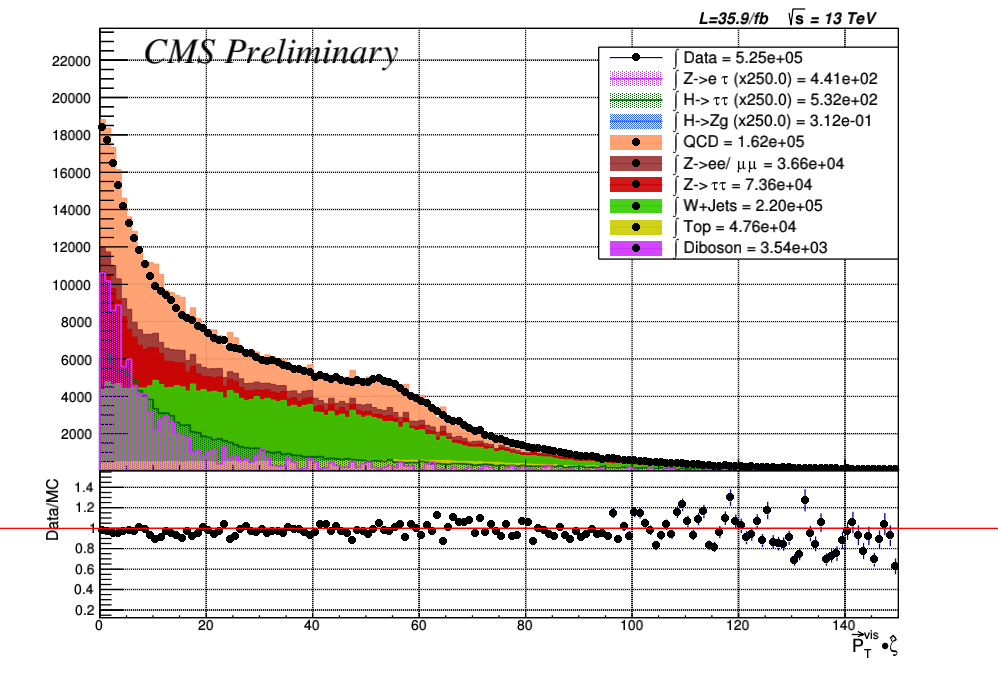 L=35.9/fb √s = 13 TeV
CMS Preliminary
∫ Data = 5.25e+05
∫ Z->e τ (x250.0) = 4.41e+02
∫ H-> ττ (x250.0) = 5.32e+02
∫ H->Zg (x250.0) = 3.12e-01
∫ QCD = 1.62e+05
∫ Z->ee/ μμ = 3.66e+04
∫ Z-> ττ = 7.36e+04
∫ W+Jets = 2.20e+05
∫ Top = 4.76e+04
∫ Diboson = 3.54e+03
22000
20000
18000
16000
14000
12000
10000
8000
6000
4000
2000
Data/MC
1.4
1.2
1
0.8
0.6
0.4
0.2
0 20 40 60 80 100 120 140
P⃗_T^vis •ζ̂